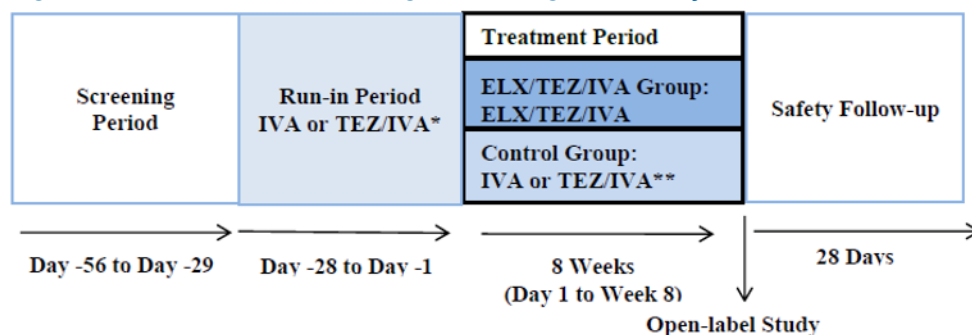 Screening
Period
Run-in Period
IVA or TEZ/IVA*
Treatment Period
ELX/TEZ/IVA Group:
ELX/TEZ/IVA
Control Group:
IVA or TEZ/IVA**
Safety Follow-up
Day -56 to Day -29
Day -28 to Day -1
8 Weeks
(Day 1 to Week 8)
28 Days
Open-label Study